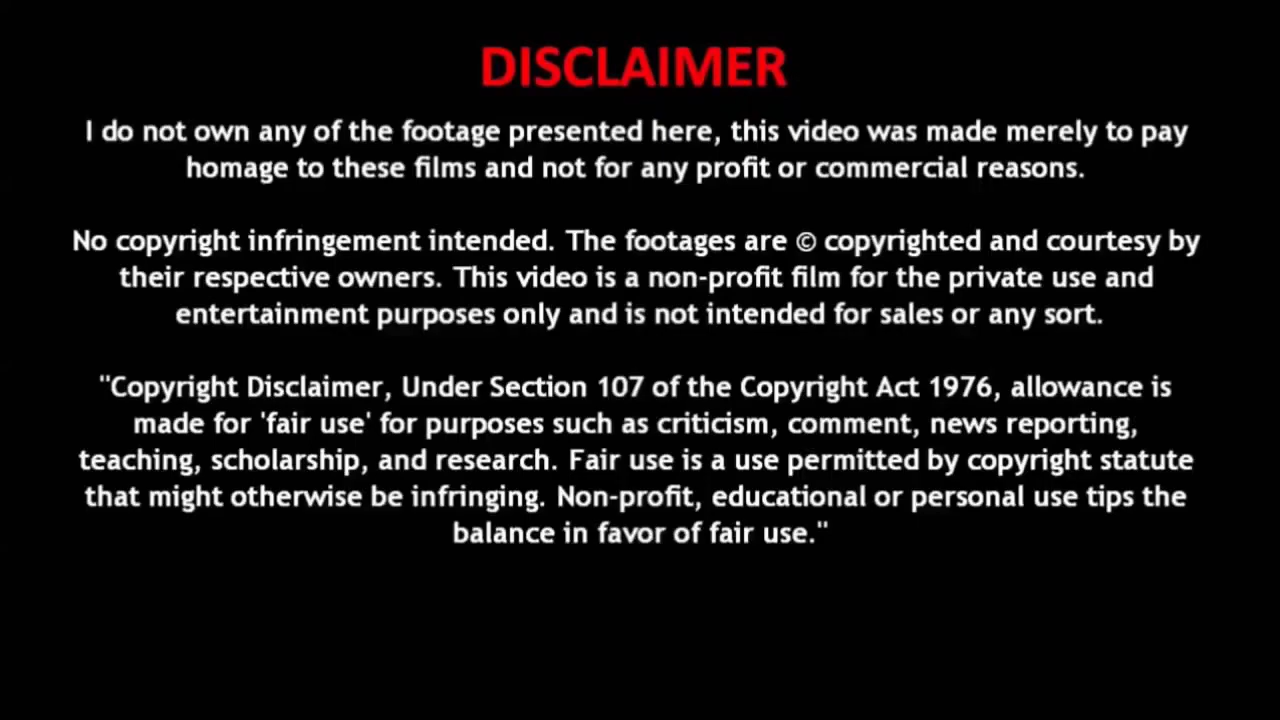 DISCLAIMER
I do not own any of the footage presented here, this video was made merely to pay
homage to these films and not for any profit or commercial reasons.
No copyright infringement intended. The footages are © copyrighted and courtesy by
their respective owners. This video is a non-profit film for the private use and
entertainment purposes only and is not intended for sales or any sort.
"Copyright Disclaimer, Under Section 107 of the Copyright Act 1976, allowance is
made for 'fair use' for purposes such as criticism, comment, news reporting,
teaching, scholarship, and research. Fair use is a use permitted by copyright statute
that might otherwise be infringing. Non-profit, educational or personal use tips the
balance in favor of fair use."